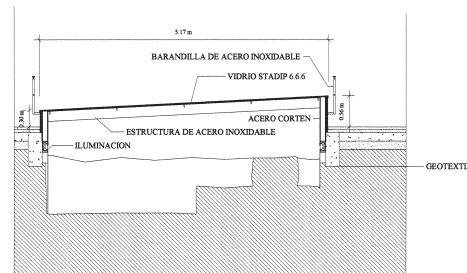 5.17 m
BARANDILLA DE ACERO INOXIDABLE
VIDRIO STADIP 6.6.6
0.30 m
0.56 m
ACERO CORTEN
ESTRUCTURA DE ACERO INOXIDABLE
ILUMINACION
GEOTEXTI